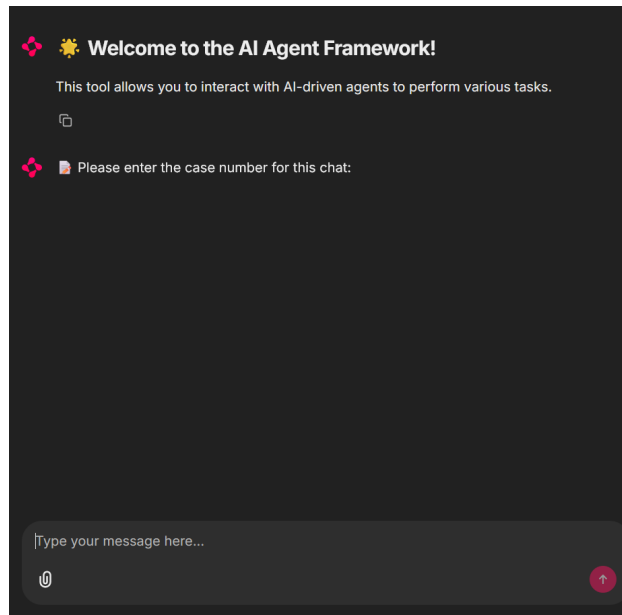 🌟 Welcome to the AI Agent Framework!
This tool allows you to interact with AI-driven agents to perform various tasks.
📝 Please enter the case number for this chat:
Type your message here...